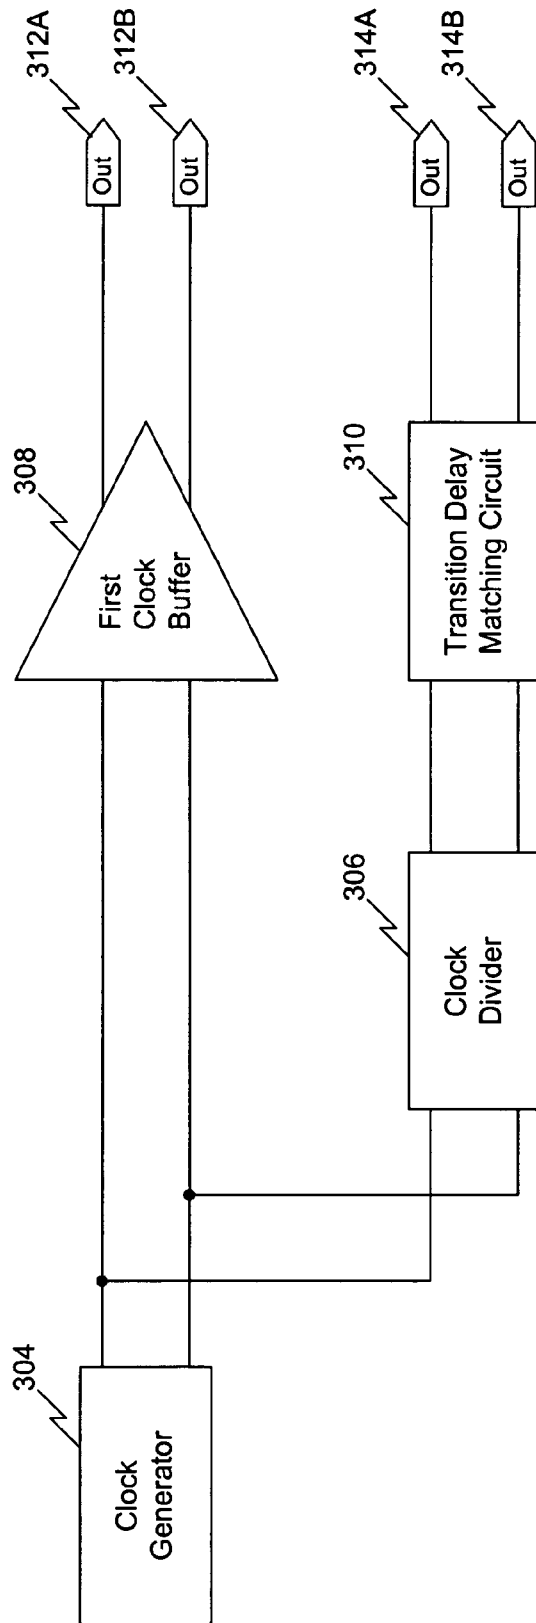 304
Clock
Generator
308
First
Clock
Buffer
312A
Out
312B
Out
306
Clock
Divider
310
Transition Delay
Matching Circuit
314A
Out
314B
Out